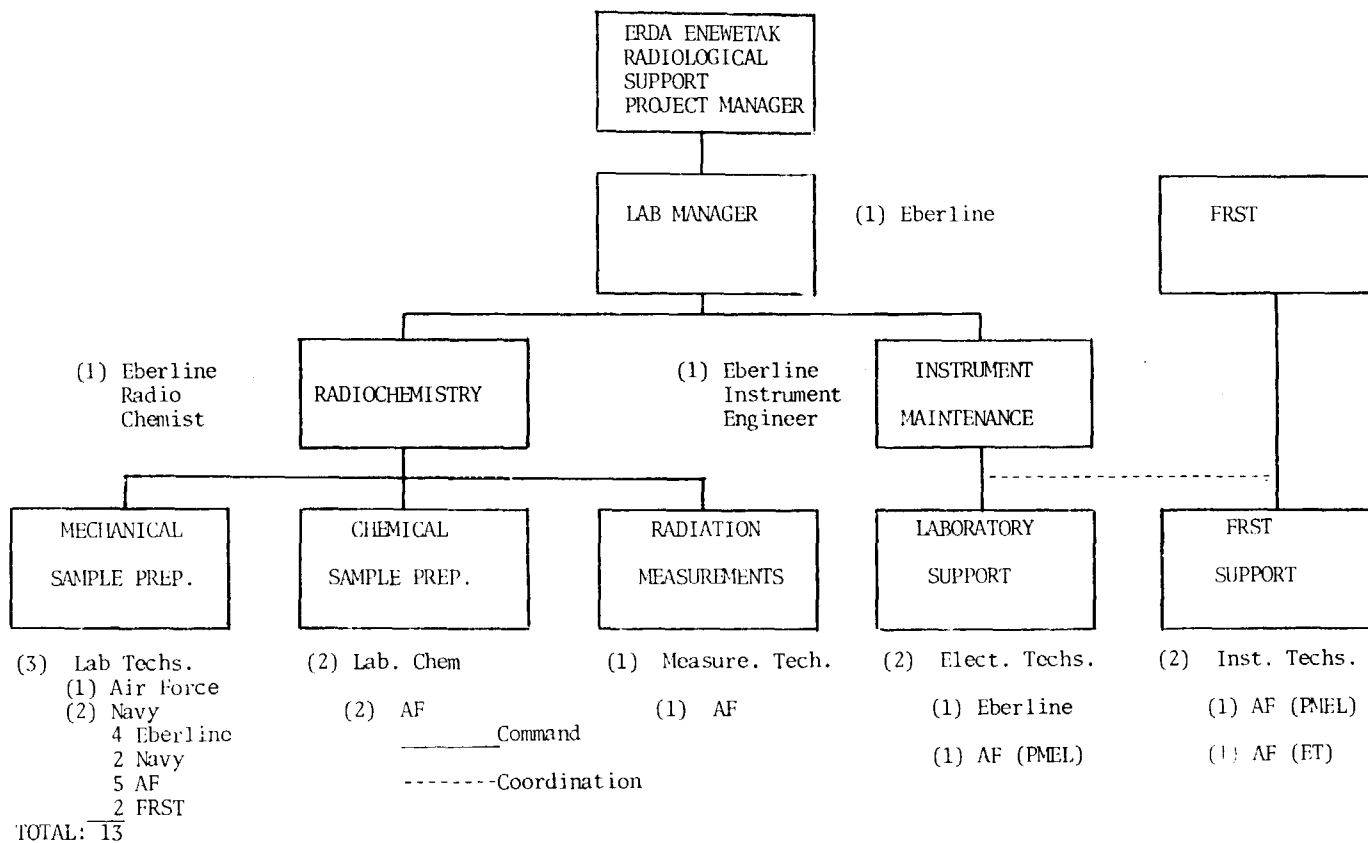 ERDA ENEWETAK
RADIOLOGICAL
SUPPORT
PROJECT MANAGER
LAB MANAGER
(1) Eberline
FRST
(1) Eberline
Radio
Chemist
RADIOCHEMISTRY
(1) Eberline
Instrument
Engineer
INSTRUMENT
MAINTENANCE
MECHANICAL
SAMPLE PREP.
CHEMICAL
SAMPLE PREP.
RADIATION
MEASUREMENTS
LABORATORY
SUPPORT
FRST
SUPPORT
(3) Lab Techs.
(1) Air Force
(2) Navy
4 Eberline
2 Navy
5 AF
2 FRST
TOTAL: 13
(2) Lab. Chem
(2) AF
Command
Coordination
(1) Measure. Tech.
(1) AF
(2) Elect. Techs.
(1) Eberline
(1) AF (PMEL)
(2) Inst. Techs.
(1) AF (PMEL)
(1) AF (ET)